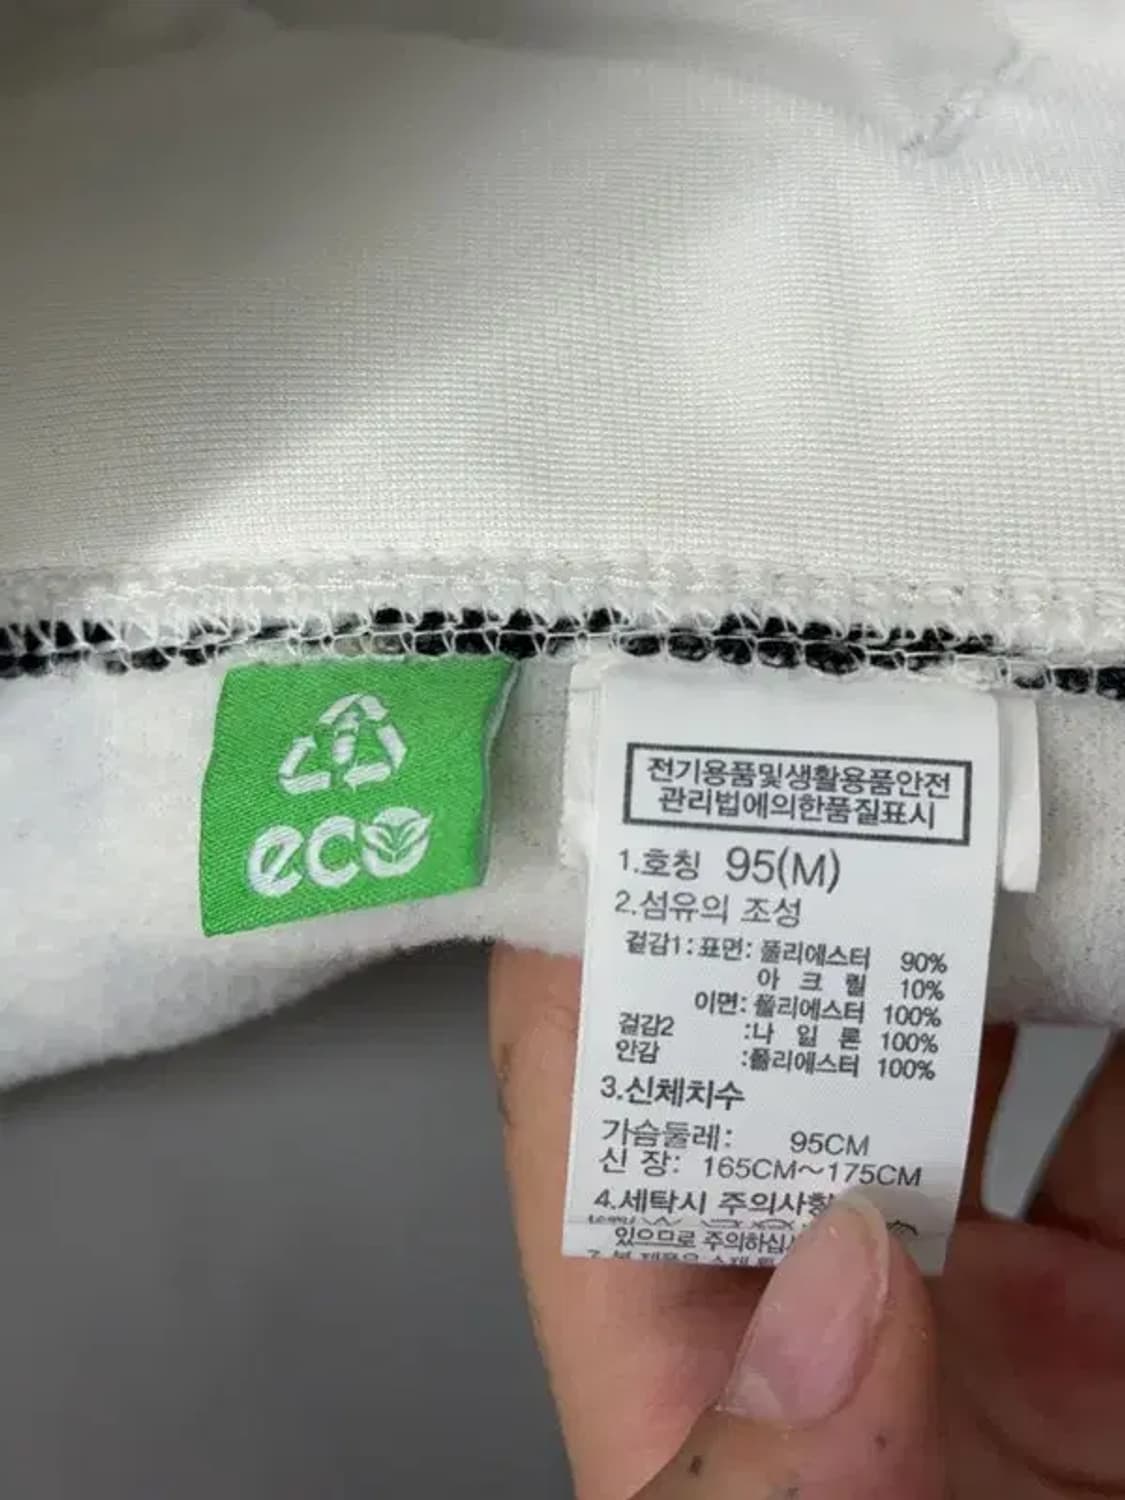 eco
전기용품및생활용품안전
관리법에의한품질표시
1.호칭 95(M)
2.섬유의 조성
겉감1:표면: 폴리에스터 90%
아 크 릴 10%
이면: 폴리에스터 100%
겉감2 :나 일 론 100%
안감 :폴리에스터 100%
3.신체치수
가슴둘레: 95CM
신 장: 165CM~175CM
4.세탁시 주의사항
있으므로 주의하십